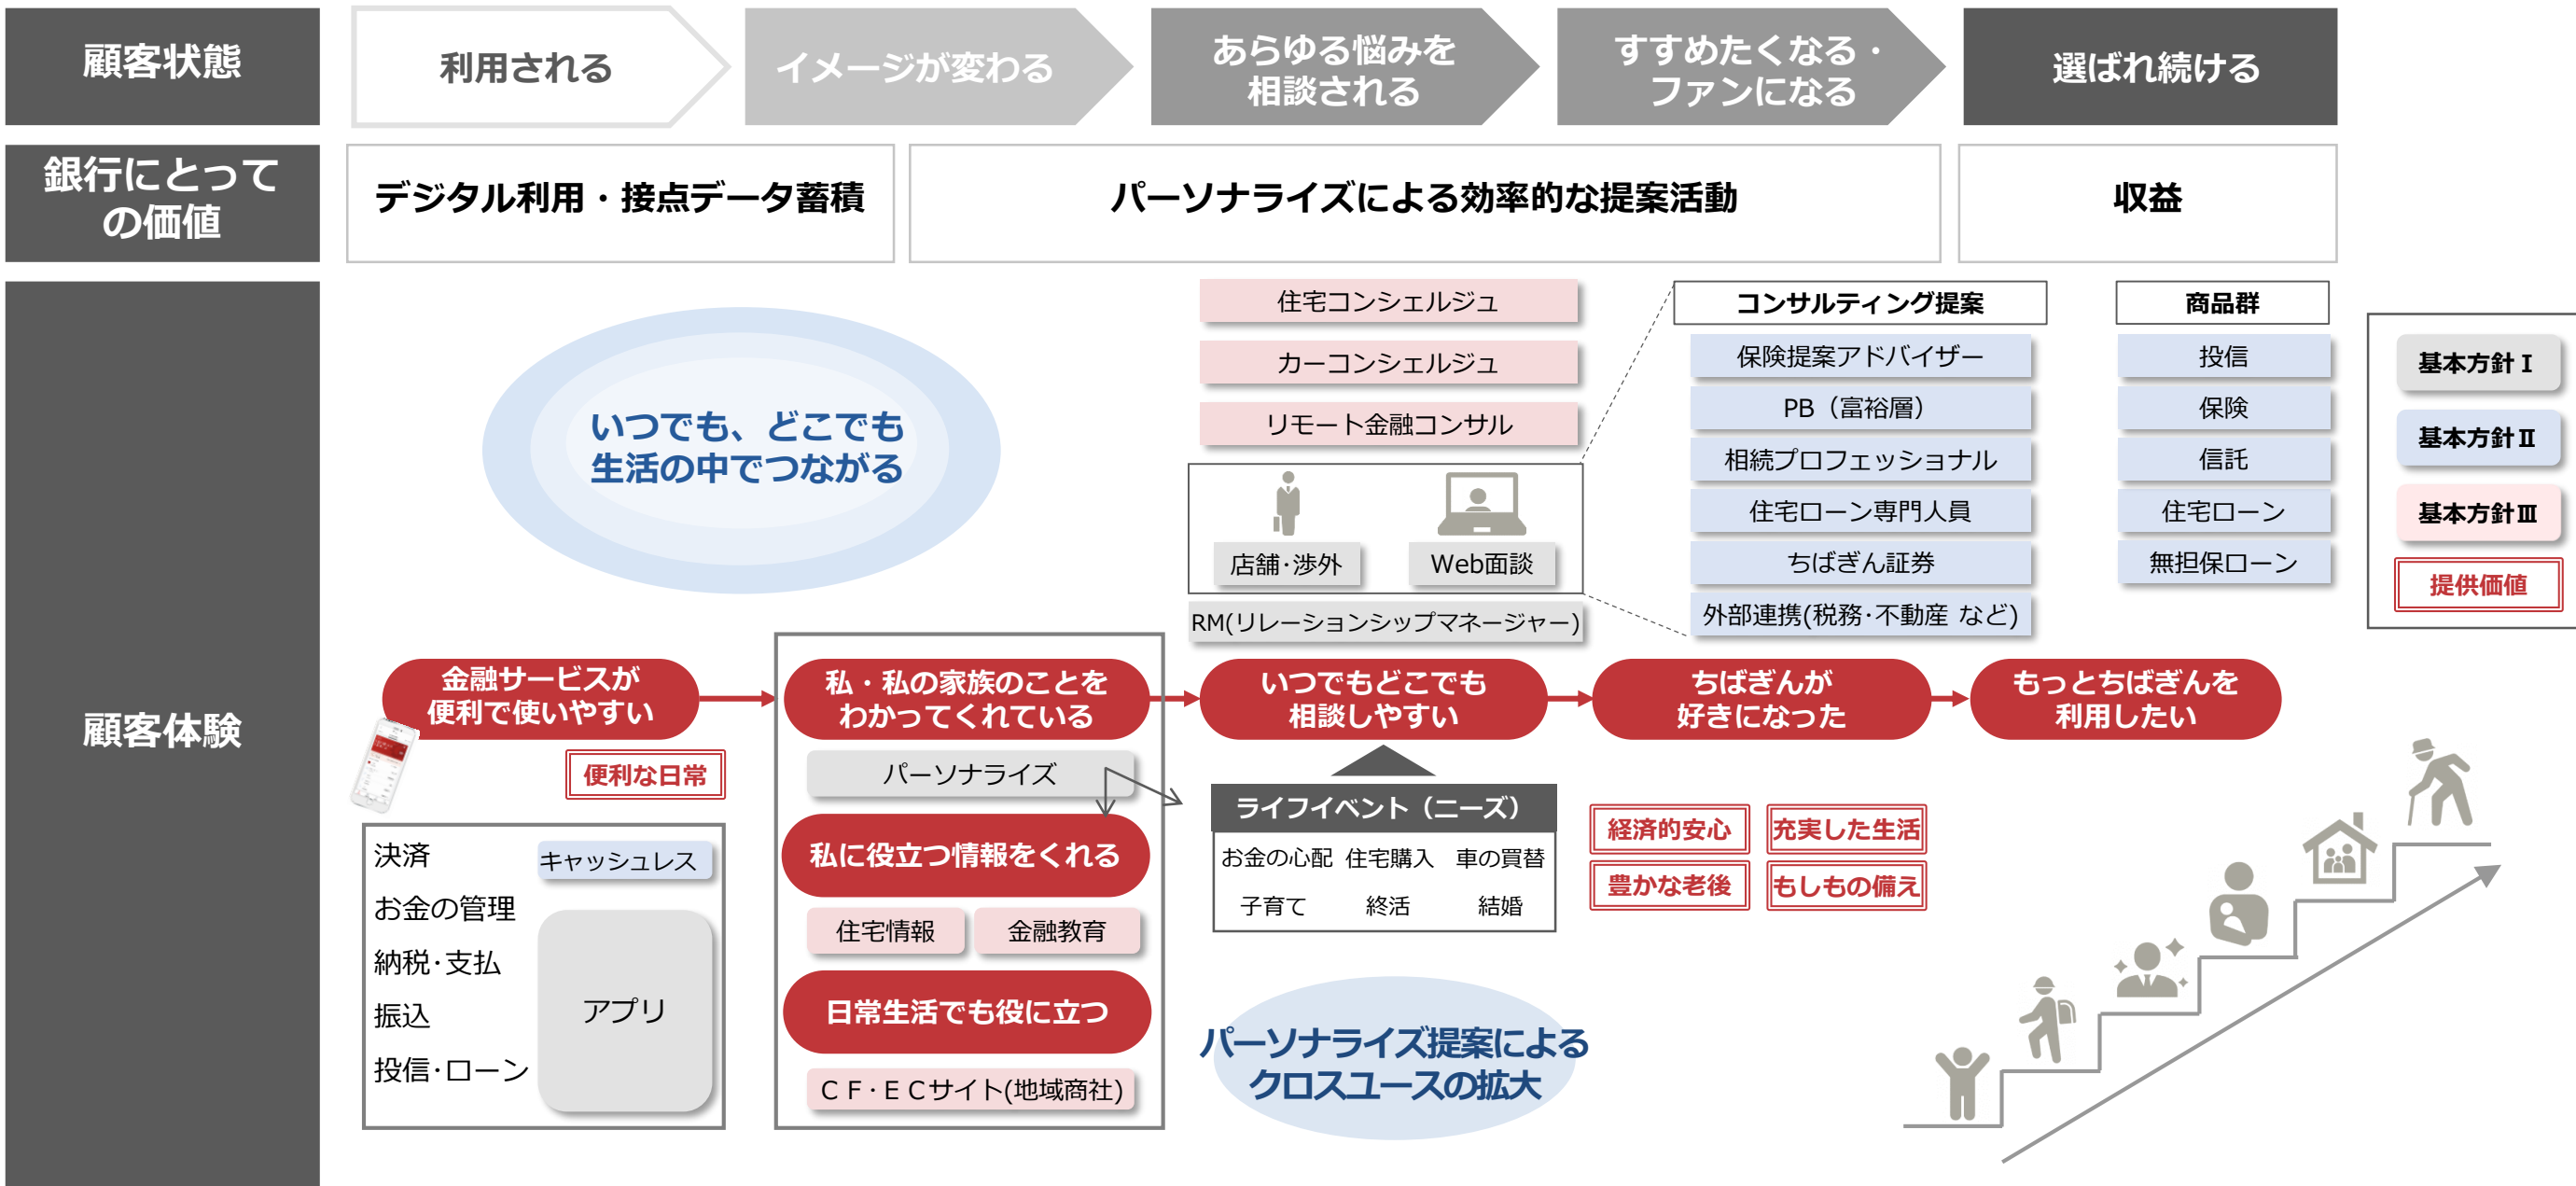 顧客状態
利用される
イメージが変わる
あらゆる悩みを
相談される
すすめたくなる・
ファンになる
選ばれ続ける
銀行にとって
の価値
デジタル利用・接点データ蓄積
パーソナライズによる効率的な提案活動
収益
顧客体験
いつでも、どこでも
生活の中でつながる
住宅コンシェルジュ
カーコンシェルジュ
リモート金融コンサル
店舗･渉外
Web面談
RM(リレーションシップマネージャー)
コンサルティング提案
保険提案アドバイザー
PB（富裕層）
相続プロフェッショナル
住宅ローン専門人員
ちばぎん証券
外部連携(税務･不動産 など)
商品群
投信
保険
信託
住宅ローン
無担保ローン
基本方針Ⅰ
基本方針Ⅱ
基本方針Ⅲ
提供価値
金融サービスが
便利で使いやすい
私・私の家族のことを
わかってくれている
いつでもどこでも
相談しやすい
ちばぎんが
好きになった
もっとちばぎんを
利用したい
便利な日常
決済
お金の管理
納税･支払
振込
投信･ローン
キャッシュレス
アプリ
パーソナライズ
私に役立つ情報をくれる
住宅情報
金融教育
日常生活でも役に立つ
ＣＦ･ＥＣサイト(地域商社)
ライフイベント（ニーズ）
お金の心配 住宅購入 車の買替
子育て 終活 結婚
経済的安心
充実した生活
豊かな老後
もしもの備え
パーソナライズ提案による
クロスユースの拡大